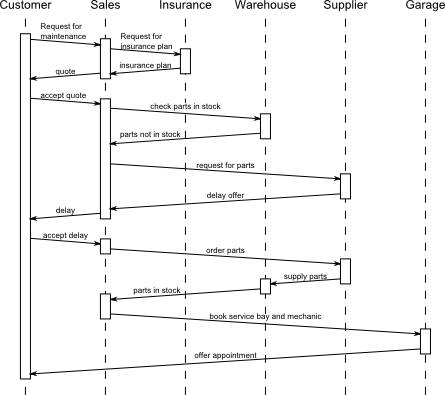 Customer Sales Insurance Warehouse Supplier Garage
Request for
maintenance
Request for
insurance plan
insurance plan
quote
accept quote
check parts in stock
parts not in stock
request for parts
delay offer
delay
accept delay
order parts
supply parts
parts in stock
book service bay and mechanic
offer appointment